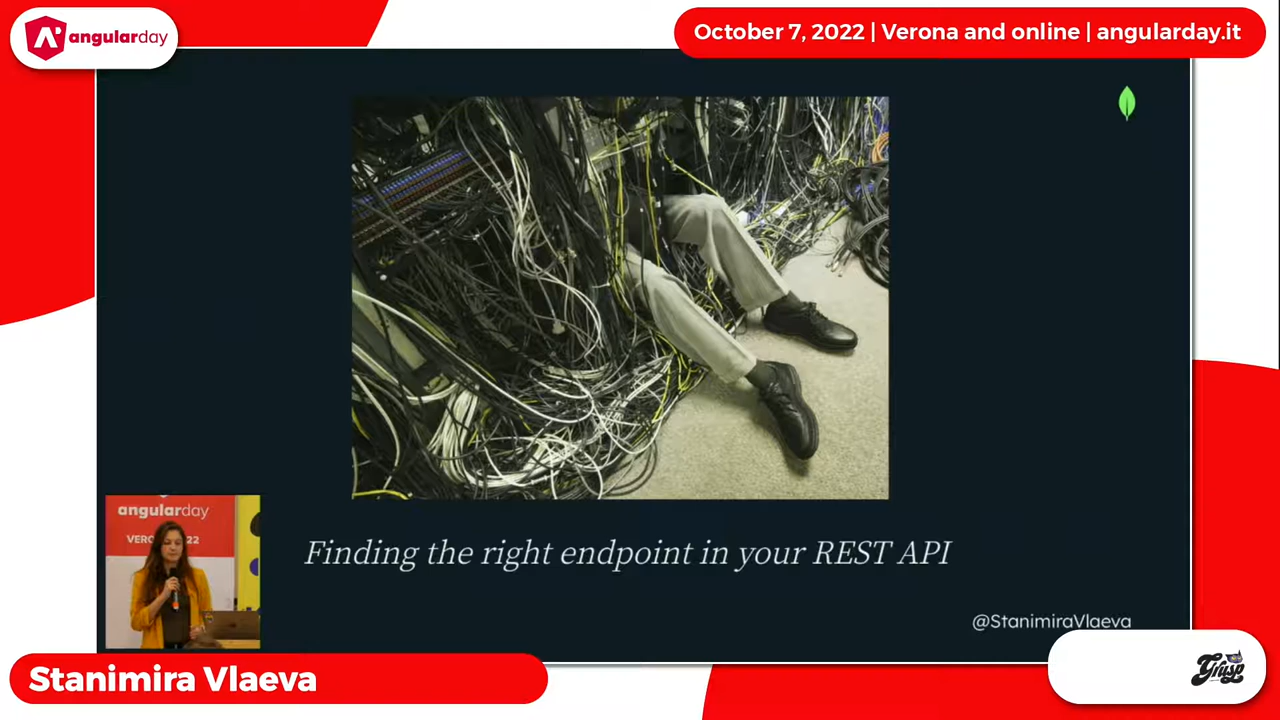 angularday
October 7, 2022 | Verona and online | angularday.it
Finding the right endpoint in your REST API
@StanimiraVlaeva
angularday
Stanimira Vlaeva
Grusp